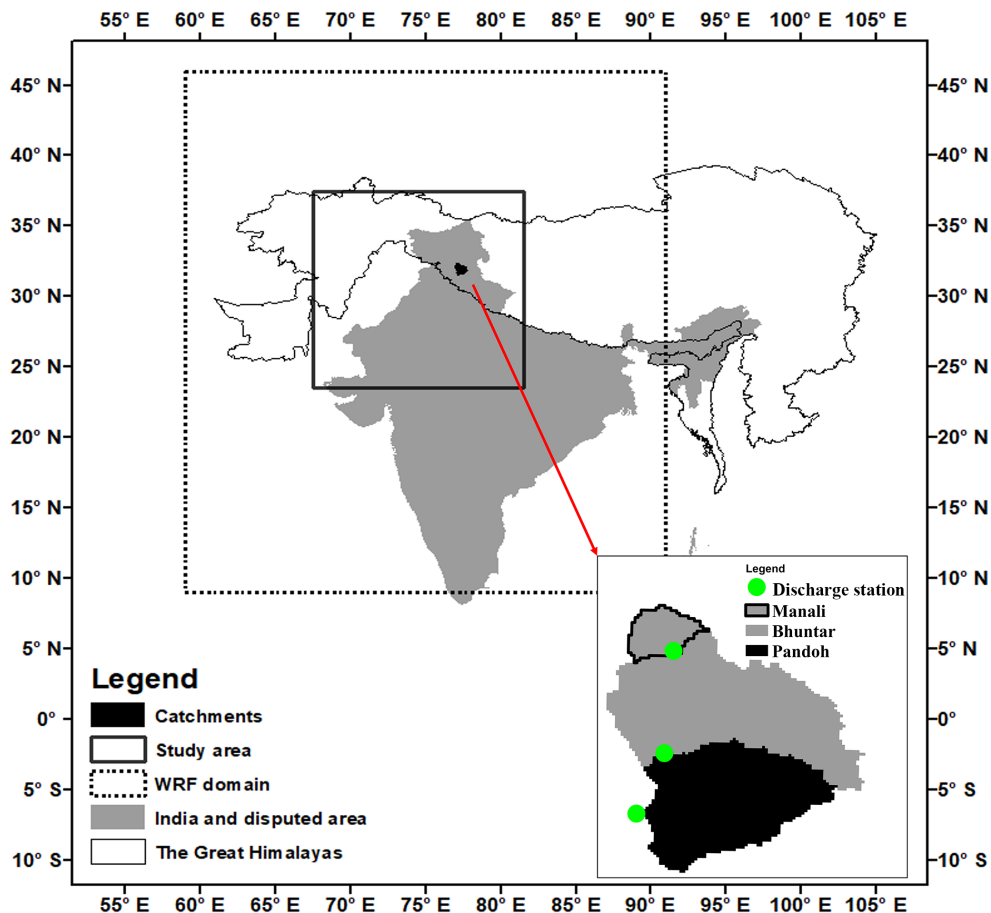 55° E 60° E 65° E 70° E 75° E 80° E 85° E 90° E 95° E 100° E 105° E
45° N 45° N
40° N 40° N
35° N 35° N
30° N 30° N
25° N 25° N
20° N 20° N
15° N 15° N
10° N 10° N
5° N 5° N
0° 0°
5° S 5° S
10° S 10° S
Legend
Catchments
Study area
WRF domain
India and disputed area
The Great Himalayas
Legend
Discharge station
Manali
Bhuntar
Pandoh
55° E 60° E 65° E 70° E 75° E 80° E 85° E 90° E 95° E 100° E 105° E